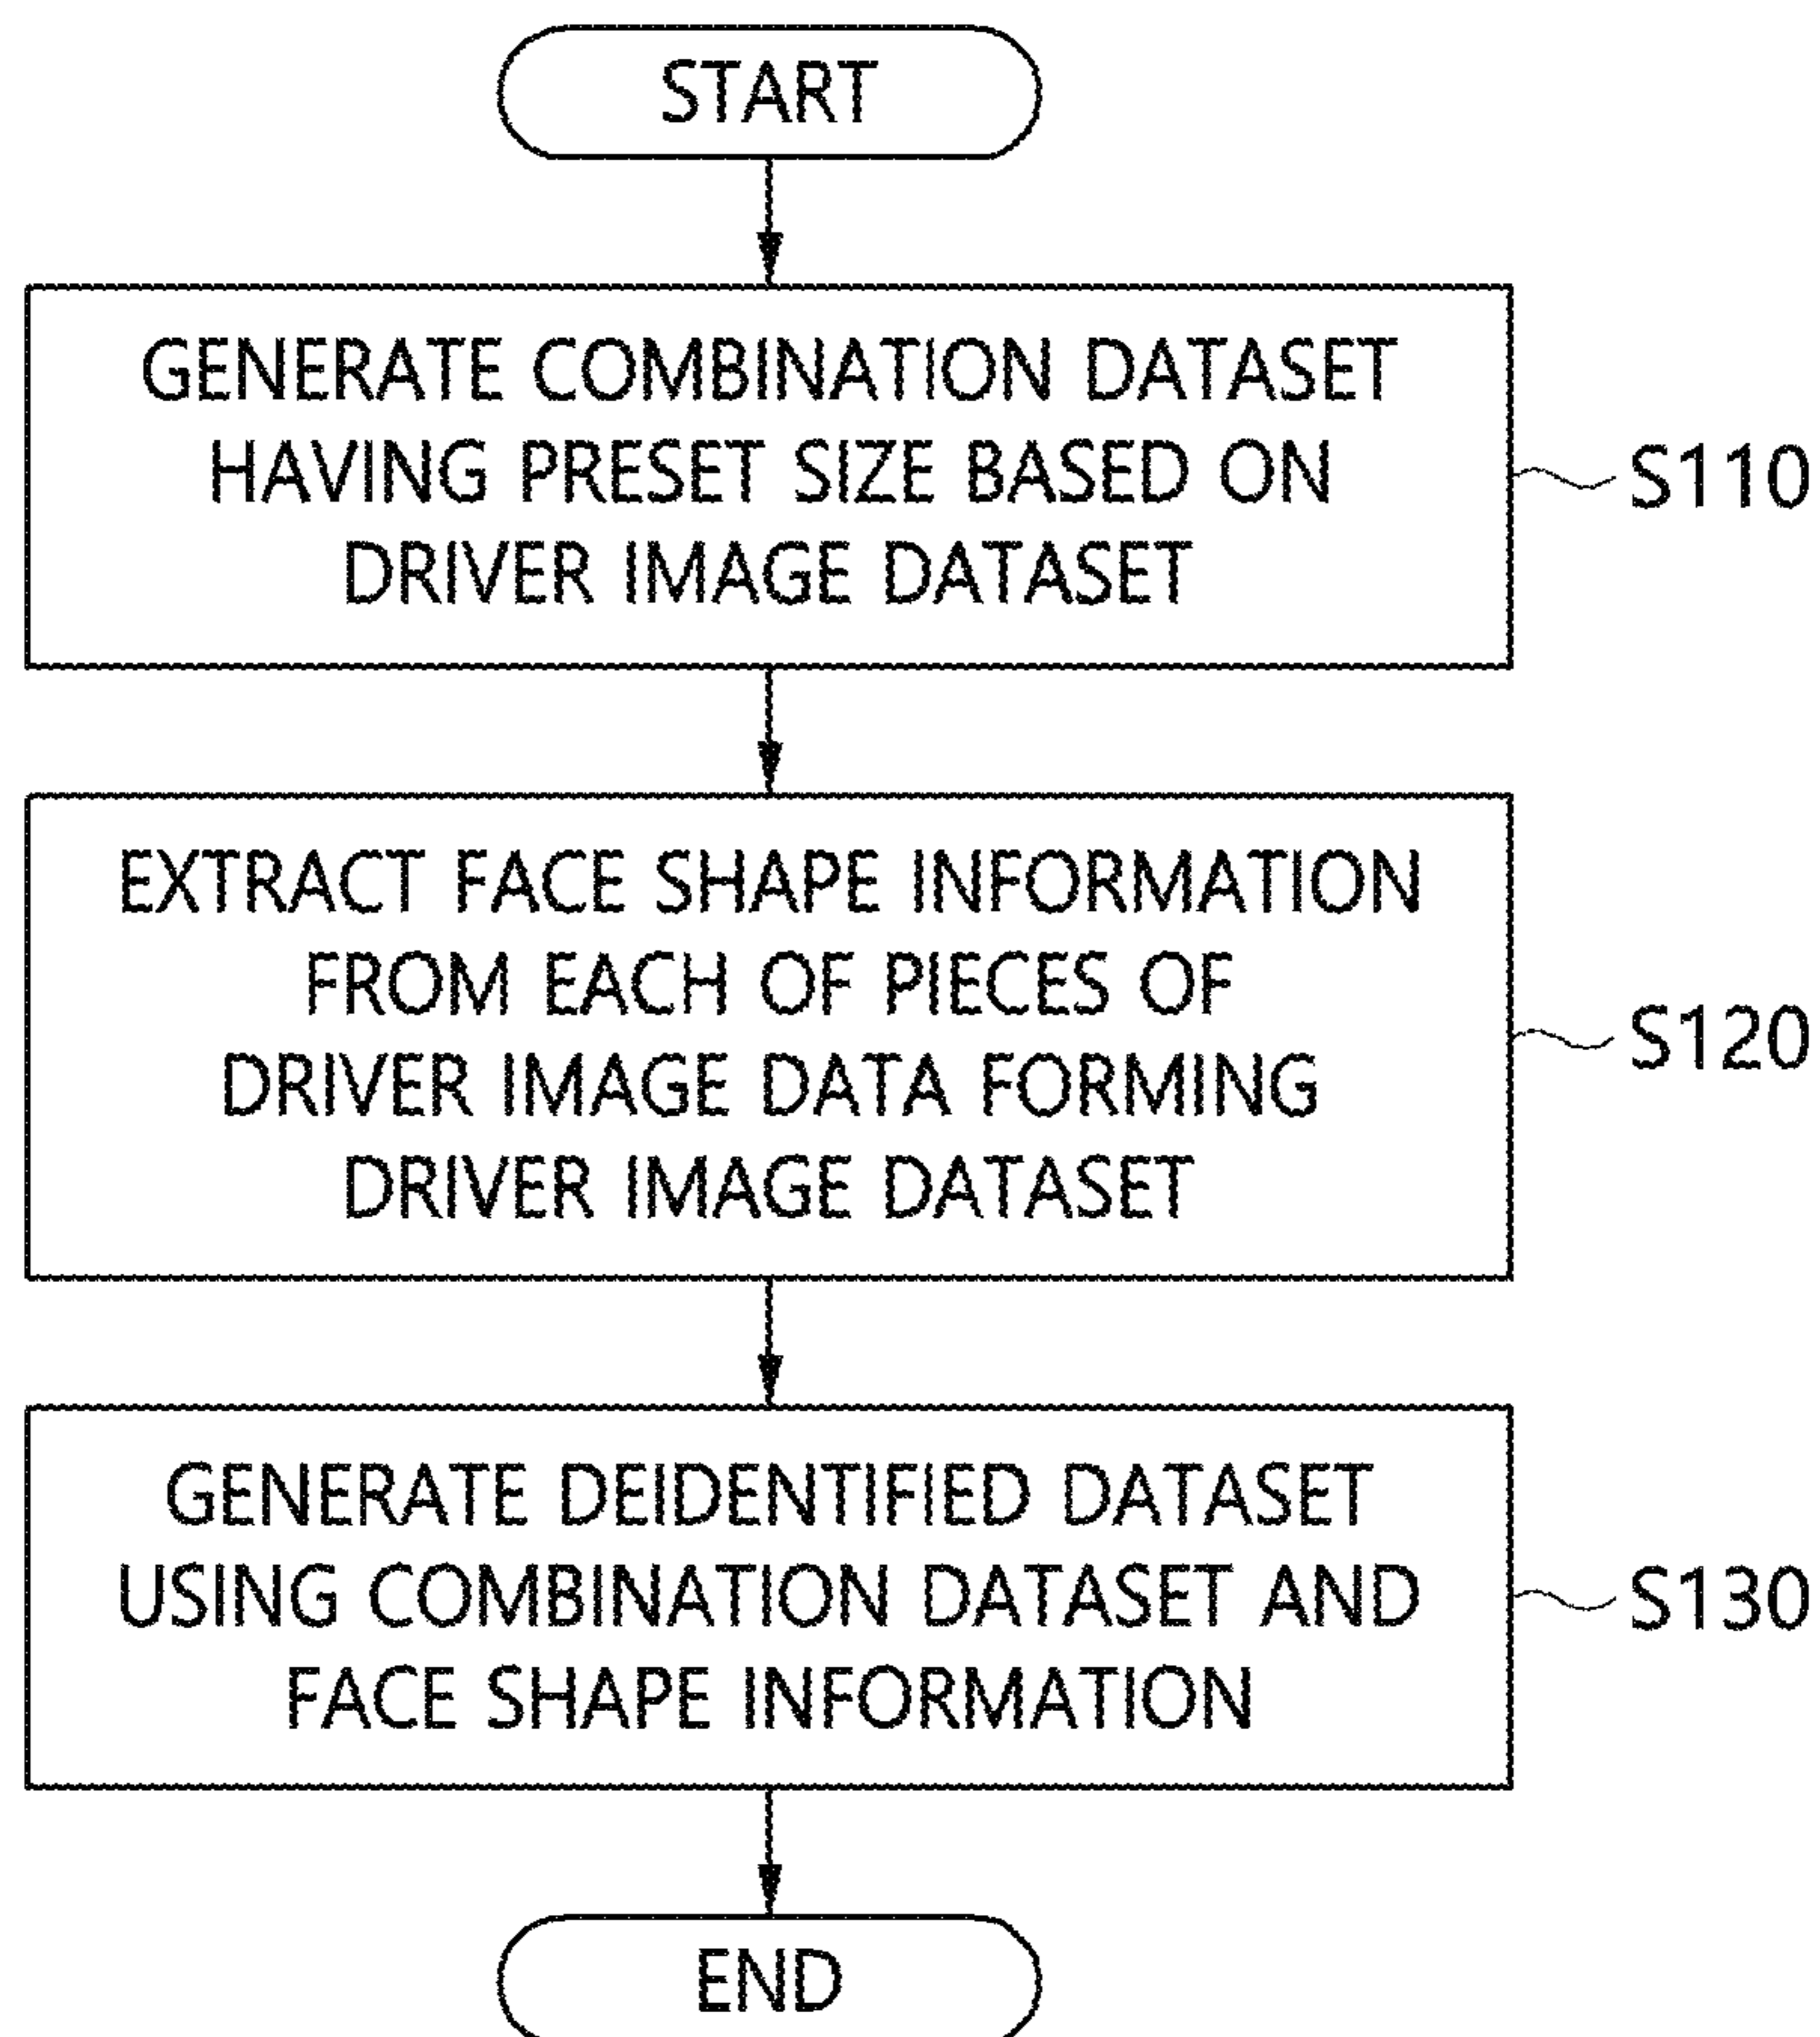 START
GENERATE COMBINATION DATASET
HAVING PRESET SIZE BASED ON
DRIVER IMAGE DATASET
S110
EXTRACT FACE SHAPE INFORMATION
FROM EACH OF PIECES OF
DRIVER IMAGE DATA FORMING
DRIVER IMAGE DATASET
S120
GENERATE DEIDENTIFIED DATASET
USING COMBINATION DATASET AND
FACE SHAPE INFORMATION
S130
END